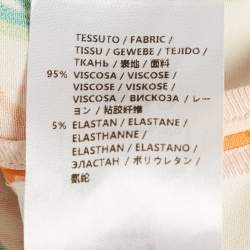 TESSUTO / FABRIC /
TISSU / GEWEBE / TEJIDO /
ТКАНЬ / 表地 / 面料
95% VISCOSA / VISCOSE /
VISCOSE / VISKOSE /
VISCOSA / ВИСКОЗА / レー
ヨン / 粘胶纤维
5% ELASTAN / ELASTANE /
ELASTHANNE /
ELASTHAN / ELASTANO /
ЭЛАСТАН / ポリウレタン /
氨纶